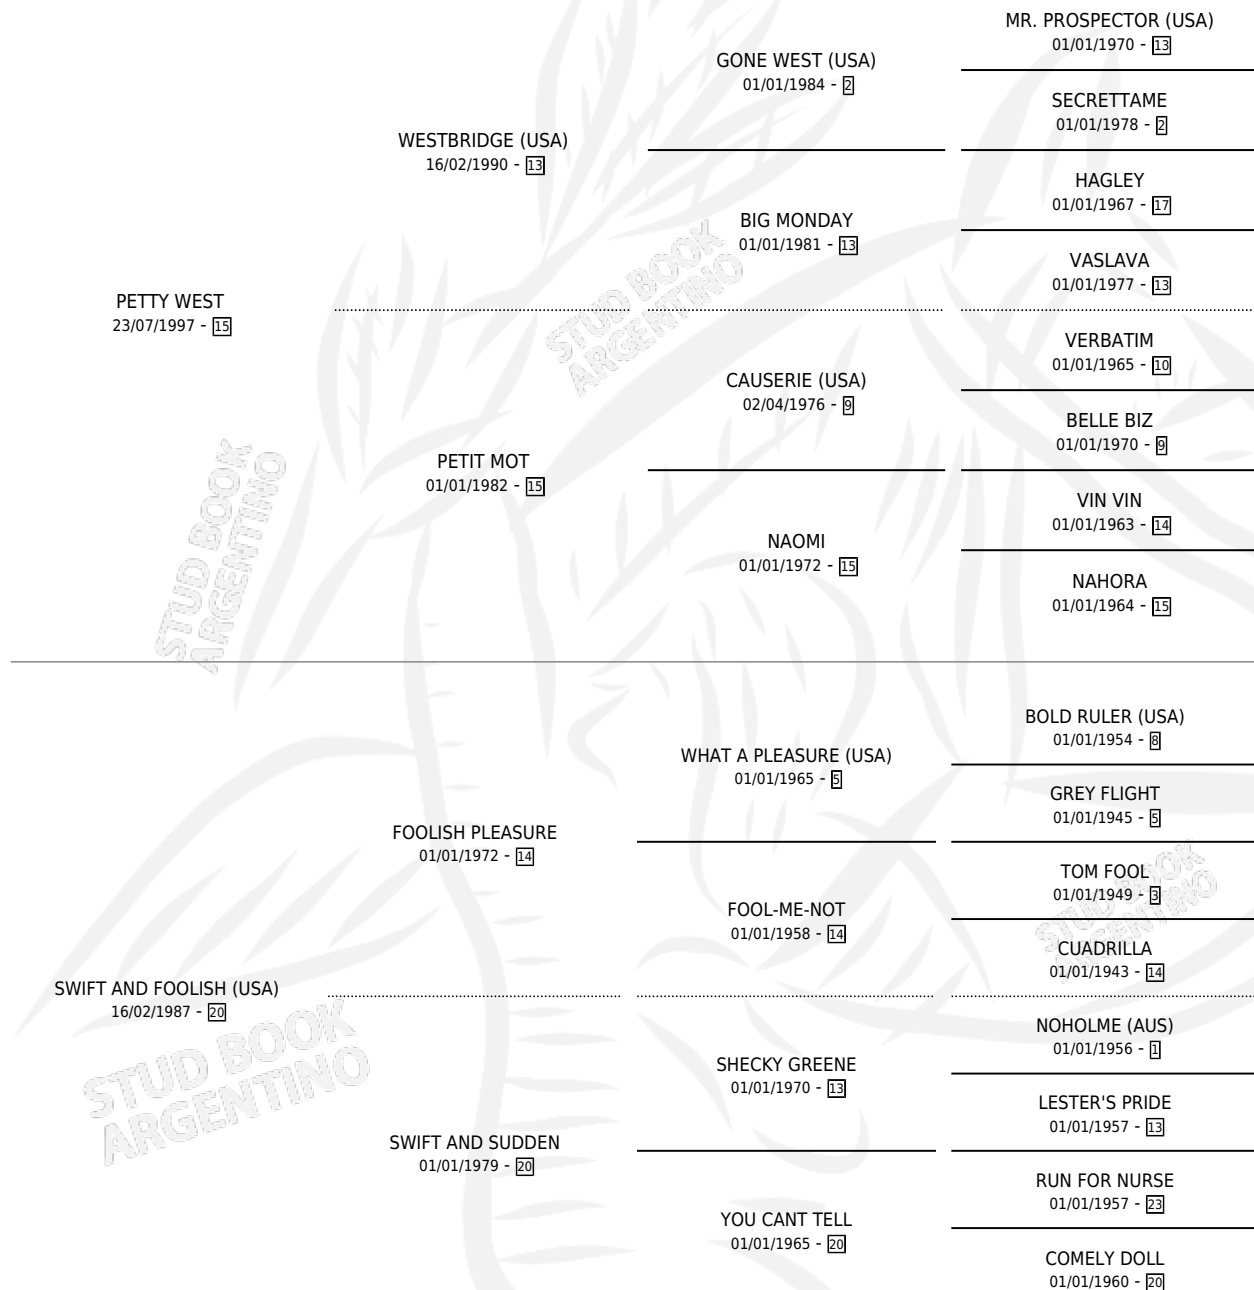 MR. PROSPECTOR (USA)
01/01/1970 - 13
GONE WEST (USA)
01/01/1984 - 2
SECRETTAME
01/01/1978 - 2
WESTBRIDGE (USA)
16/02/1990 - 13
HAGLEY
01/01/1967 - 17
BIG MONDAY
01/01/1981 - 13
VASLAVA
01/01/1977 - 13
PETTY WEST
23/07/1997 - 15
VERBATIM
01/01/1965 - 10
CAUSERIE (USA)
02/04/1976 - 9
BELLE BIZ
01/01/1970 - 9
PETIT MOT
01/01/1982 - 15
VIN VIN
01/01/1963 - 14
NAOMI
01/01/1972 - 15
NAHORA
01/01/1964 - 15
STUD BOOK
ARGENTINO
STUD BOOK
ARGENTINO
BOLD RULER (USA)
01/01/1954 - 8
WHAT A PLEASURE (USA)
01/01/1965 - 5
GREY FLIGHT
01/01/1945 - 5
FOOLISH PLEASURE
01/01/1972 - 14
TOM FOOL
01/01/1949 - 3
FOOL-ME-NOT
01/01/1958 - 14
CUADRILLA
01/01/1943 - 14
SWIFT AND FOOLISH (USA)
16/02/1987 - 20
NOHOLME (AUS)
01/01/1956 - 1
SHECKY GREENE
01/01/1970 - 13
LESTER'S PRIDE
01/01/1957 - 13
SWIFT AND SUDDEN
01/01/1979 - 20
RUN FOR NURSE
01/01/1957 - 23
YOU CANT TELL
01/01/1965 - 20
COMELY DOLL
01/01/1960 - 20
STUD BOOK
ARGENTINO
STUD BOOK
ARGENTINO